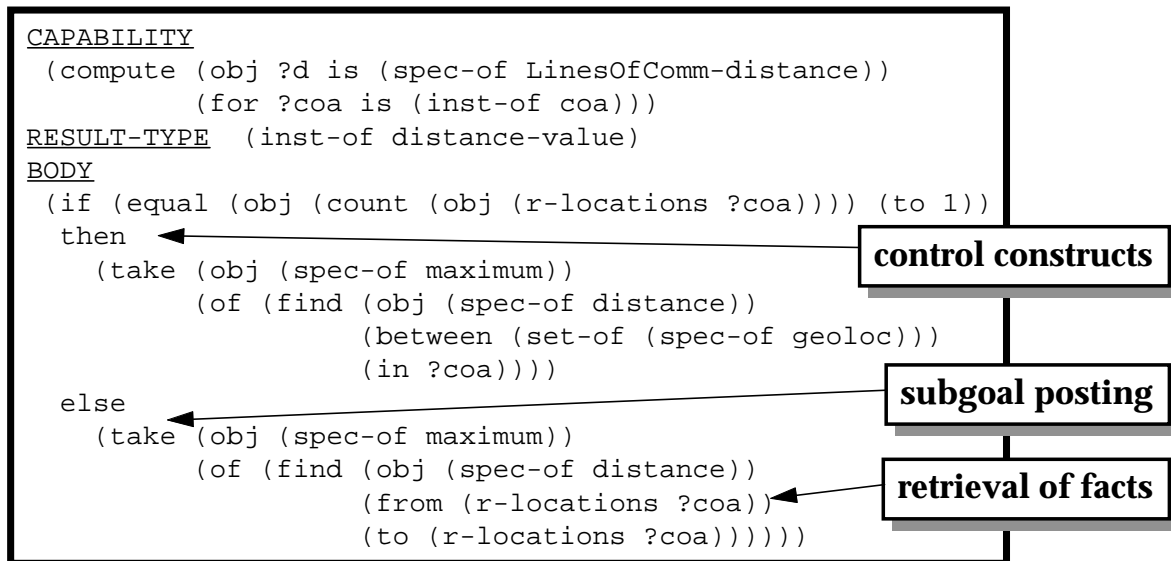 CAPABILITY
(compute (obj ?d is (spec-of LinesOfComm-distance))
(for ?coa is (inst-of coa)))
RESULT-TYPE (inst-of distance-value)
BODY
(if (equal (obj (count (obj (r-locations ?coa)))) (to 1))
then
control constructs
(take (obj (spec-of maximum))
(of (find (obj (spec-of distance))
(between (set-of (spec-of geoloc)))
(in ?coa))))
else
subgoal posting
(take (obj (spec-of maximum))
(of (find (obj (spec-of distance))
(from (r-locations ?coa))
retrieval of facts
(to (r-locations ?coa))))))